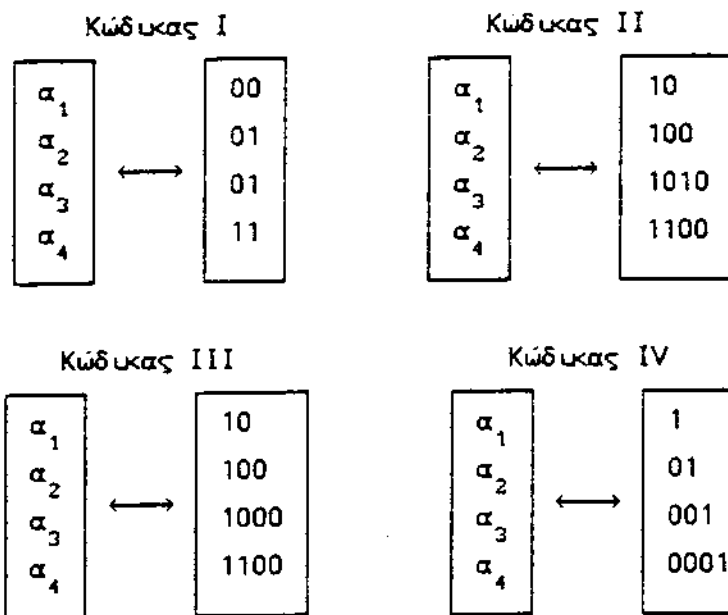 Κώδικας I
α1 00
α2 01
α3 01
α4 11
Κώδικας II
α1 10
α2 100
α3 1010
α4 1100
Κώδικας III
α1 10
α2 100
α3 1000
α4 1100
Κώδικας IV
α1 1
α2 01
α3 001
α4 0001